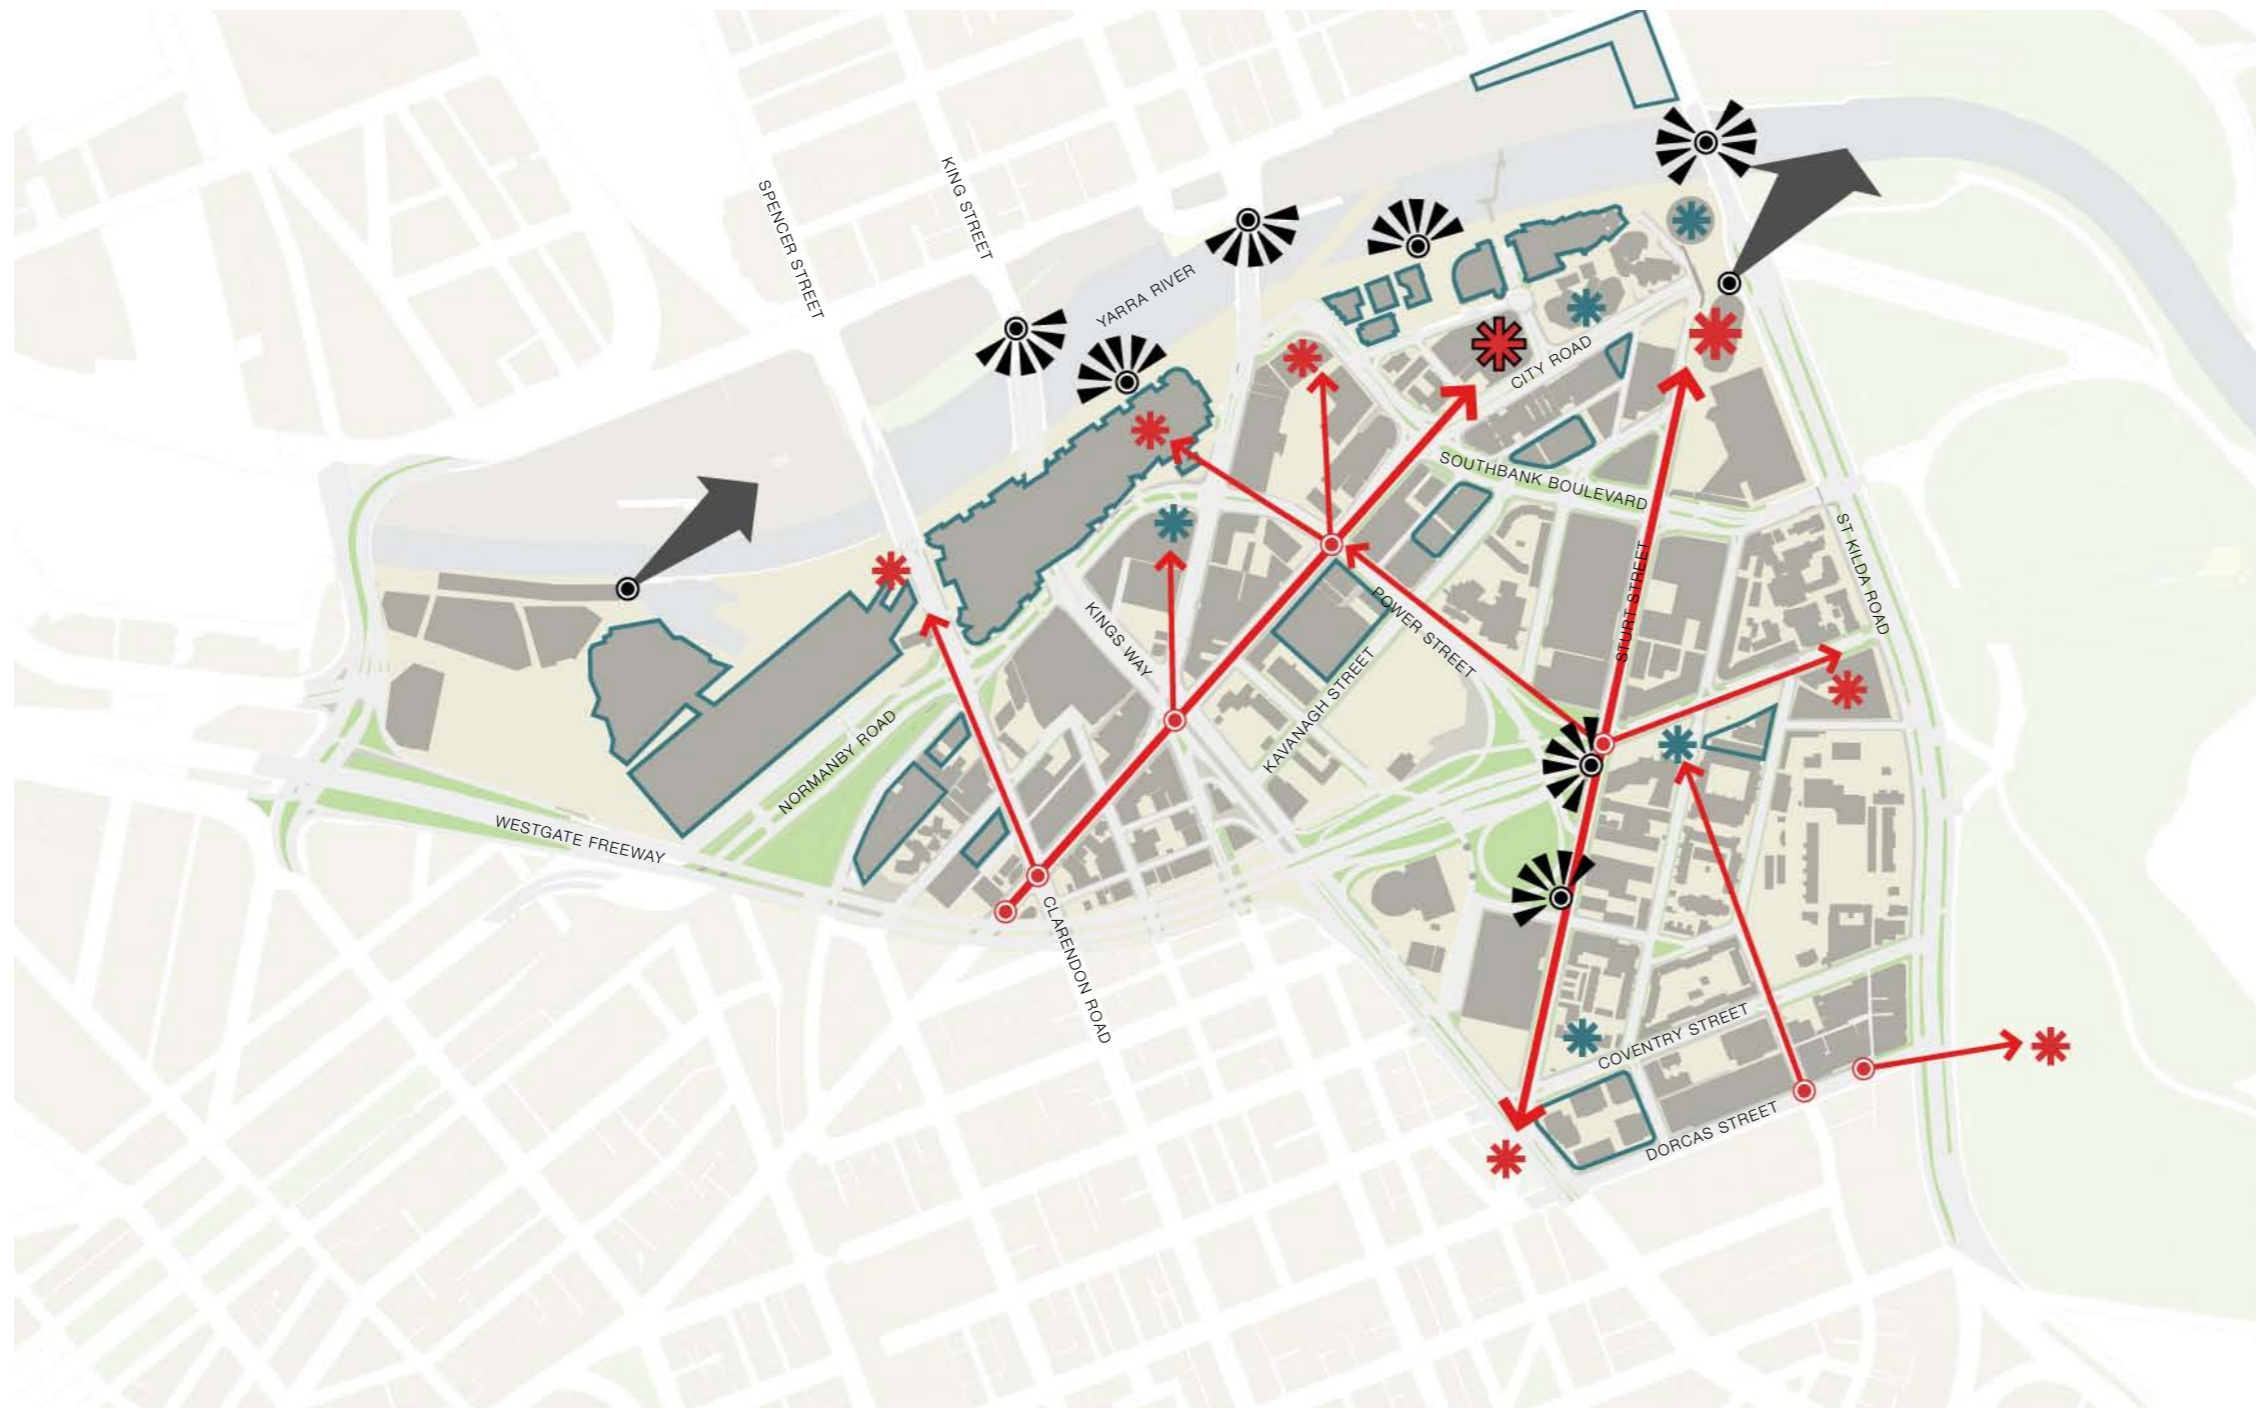 SPENCER STREET
KING STREET
YARRA RIVER
CITY ROAD
SOUTHBANK BOULEVARD
ST KILDA ROAD
STURT STREET
POWER STREET
KINGS WAY
KAVANAGH STREET
NORMANBY ROAD
WESTGATE FREEWAY
CLARENDON ROAD
COVENTRY STREET
DORCAS STREET